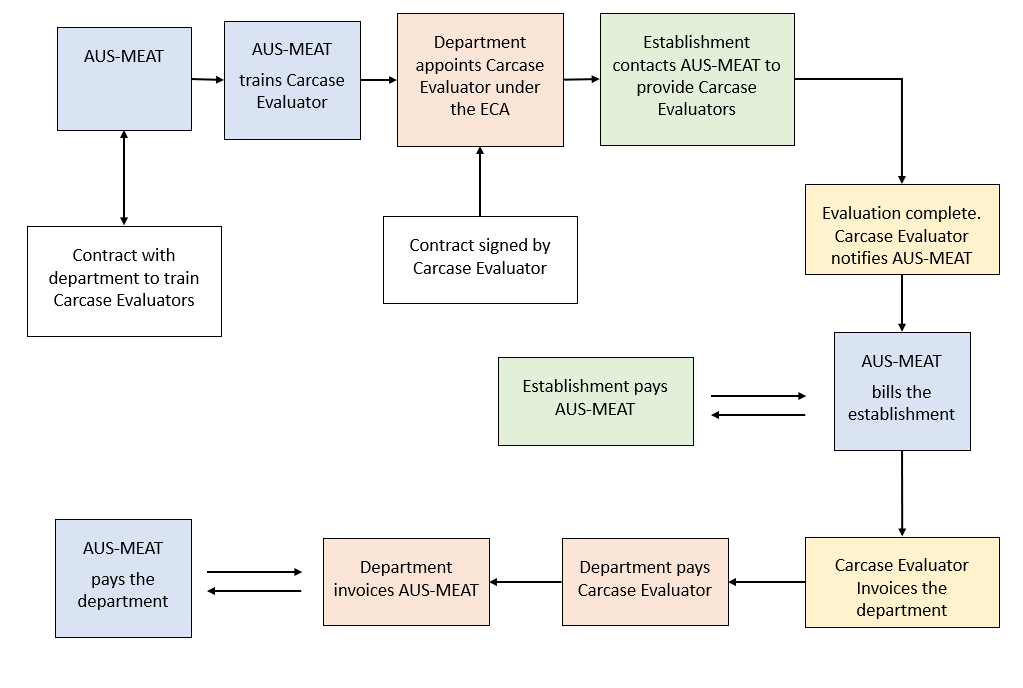 AUS-MEAT
AUS-MEAT
trains Carcase
Evaluator
Department
appoints Carcase
Evaluator under
the ECA
Establishment
contacts AUS-MEAT to
provide Carcase
Evaluators
Contract with
department to train
Carcase Evaluators
Contract signed by
Carcase Evaluator
Evaluation complete.
Carcase Evaluator
notifies AUS-MEAT
Establishment pays
AUS-MEAT
AUS-MEAT
bills the
establishment
AUS-MEAT
pays the
department
Department
invoices AUS-MEAT
Department pays
Carcase Evaluator
Carcase Evaluator
Invoices the
department